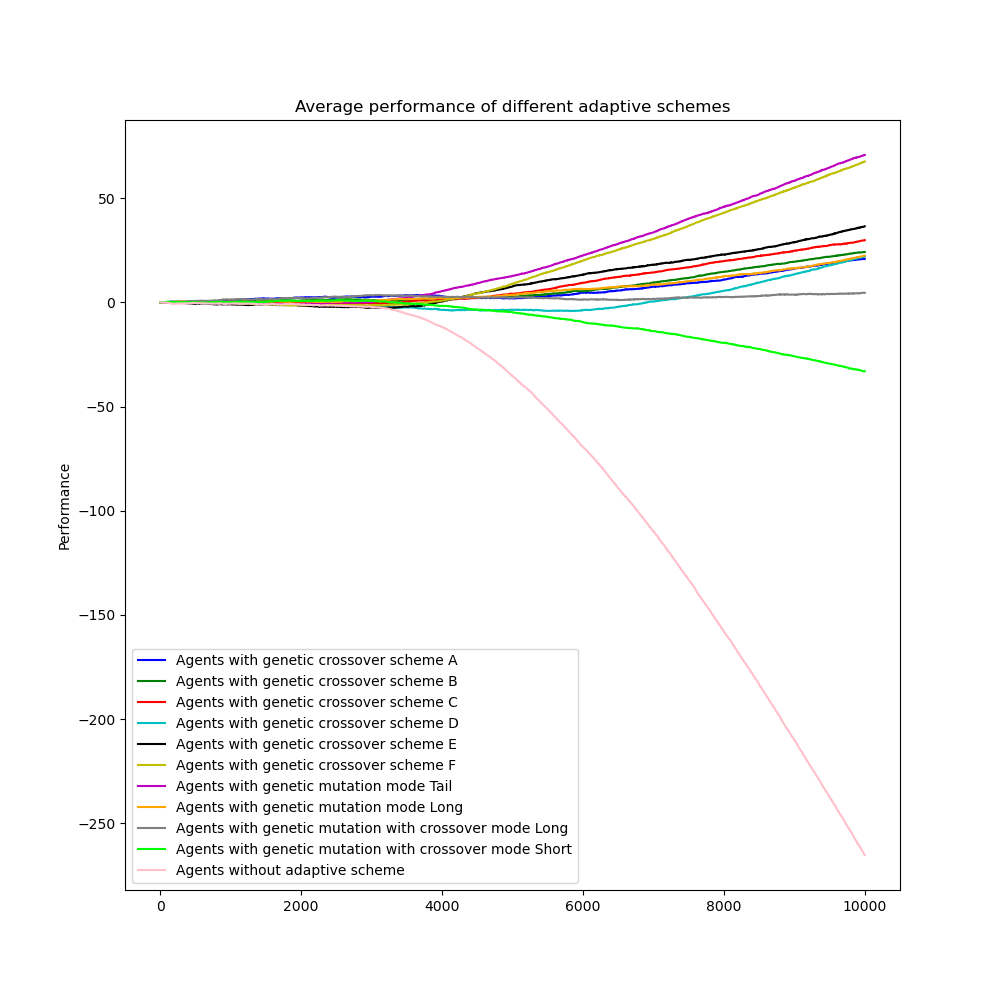 Average performance of different adaptive schemes
50
0
−50
−100
−150
−200
−250
Performance
Agents with genetic crossover scheme A
Agents with genetic crossover scheme B
Agents with genetic crossover scheme C
Agents with genetic crossover scheme D
Agents with genetic crossover scheme E
Agents with genetic crossover scheme F
Agents with genetic mutation mode Tail
Agents with genetic mutation mode Long
Agents with genetic mutation with crossover mode Long
Agents with genetic mutation with crossover mode Short
Agents without adaptive scheme
0 2000 4000 6000 8000 10000